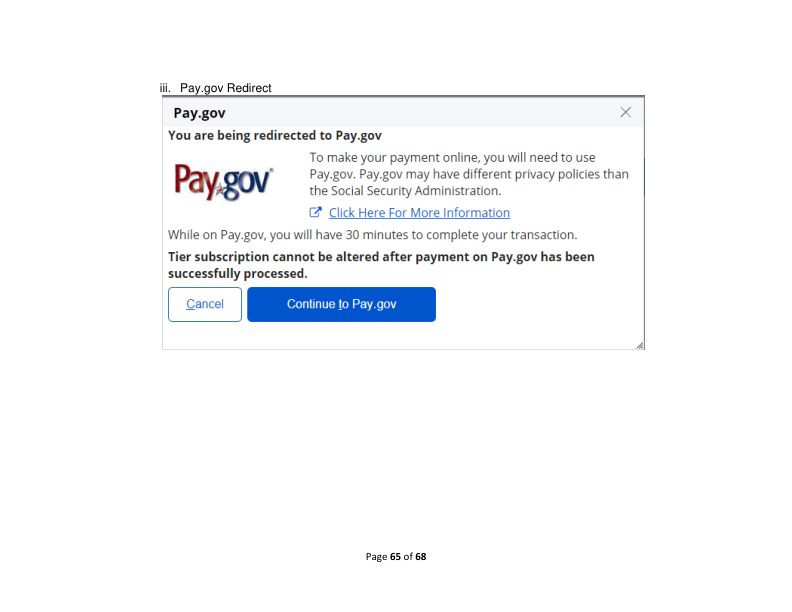 iii. Pay.gov Redirect
Pay.gov
You are being redirected to Pay.gov
Pay.gov
To make your payment online, you will need to use
Pay.gov. Pay.gov may have different privacy policies than
the Social Security Administration.
Click Here For More Information
While on Pay.gov, you will have 30 minutes to complete your transaction.
Tier subscription cannot be altered after payment on Pay.gov has been
successfully processed.
Cancel
Continue to Pay.gov
Page 65 of 68